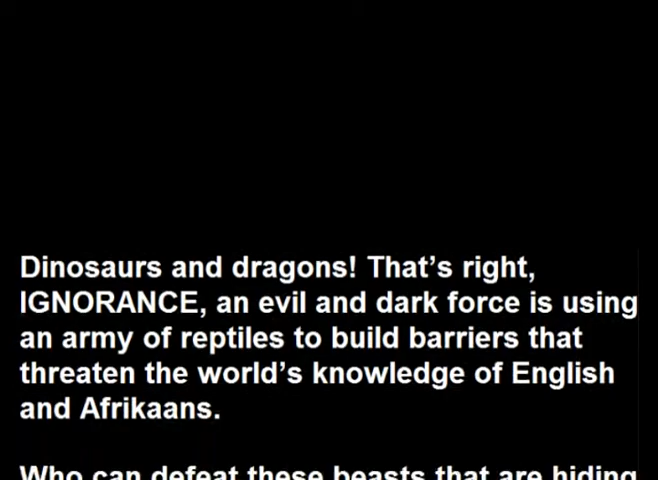 Dinosaurs and dragons! That’s right,
IGNORANCE, an evil and dark force is using
an army of reptiles to build barriers that
threaten the world’s knowledge of English
and Afrikaans.
Who can defeat these beasts that are hiding